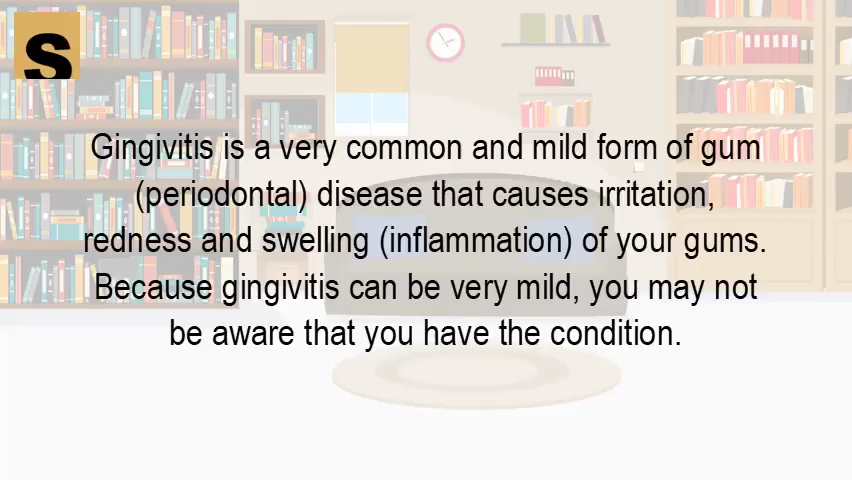 S
Gingivitis is a very common and mild form of gum
(periodontal) disease that causes irritation,
redness and swelling (inflammation) of your gums.
Because gingivitis can be very mild, you may not
be aware that you have the condition.